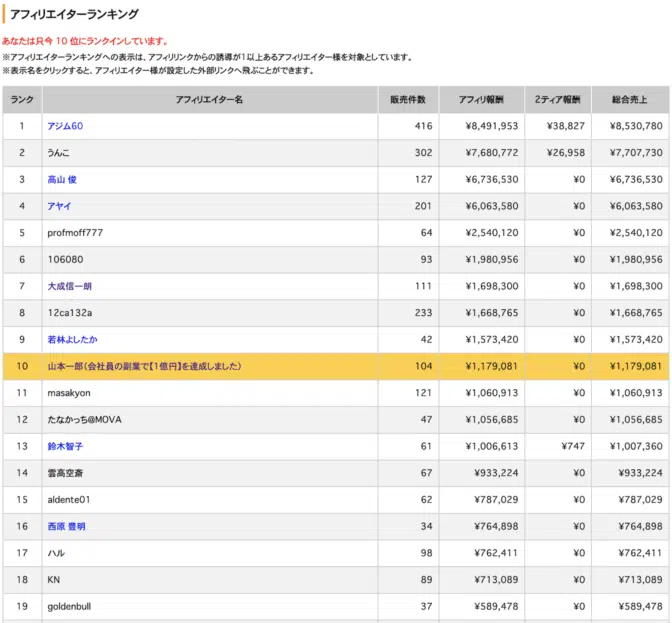 アフィリエイターランキング
あなたは只今 10 位にランクインしています。
※アフィリエイターランキングへの表示は、アフィリリンクからの誘導が1以上あるアフィリエイター様を対象としています。
※表示名をクリックすると、アフィリエイター様が設定した外部リンクへ飛ぶことができます。
ランク アフィリエイター名 販売件数 アフィリ報酬 2ティア報酬 総合売上
1 アジム60 416 ¥8,491,953 ¥38,827 ¥8,530,780
2 うんこ 302 ¥7,680,772 ¥26,958 ¥7,707,730
3 高山 俊 127 ¥6,736,530 ¥0 ¥6,736,530
4 アヤイ 201 ¥6,063,580 ¥0 ¥6,063,580
5 profmoff777 64 ¥2,540,120 ¥0 ¥2,540,120
6 106080 93 ¥1,980,956 ¥0 ¥1,980,956
7 大成信一朗 111 ¥1,698,300 ¥0 ¥1,698,300
8 12ca132a 233 ¥1,668,765 ¥0 ¥1,668,765
9 若林よしたか 42 ¥1,573,420 ¥0 ¥1,573,420
10 山本一郎(会社員の副業で【1億円】を達成しました) 104 ¥1,179,081 ¥0 ¥1,179,081
11 masakyon 121 ¥1,060,913 ¥0 ¥1,060,913
12 たなかっち@MOVA 47 ¥1,056,685 ¥0 ¥1,056,685
13 鈴木智子 61 ¥1,006,613 ¥747 ¥1,007,360
14 雲高空斎 67 ¥933,224 ¥0 ¥933,224
15 aldente01 62 ¥787,029 ¥0 ¥787,029
16 西原 豊明 34 ¥764,898 ¥0 ¥764,898
17 ハル 98 ¥762,411 ¥0 ¥762,411
18 KN 89 ¥713,089 ¥0 ¥713,089
19 goldenbull 37 ¥589,478 ¥0 ¥589,478